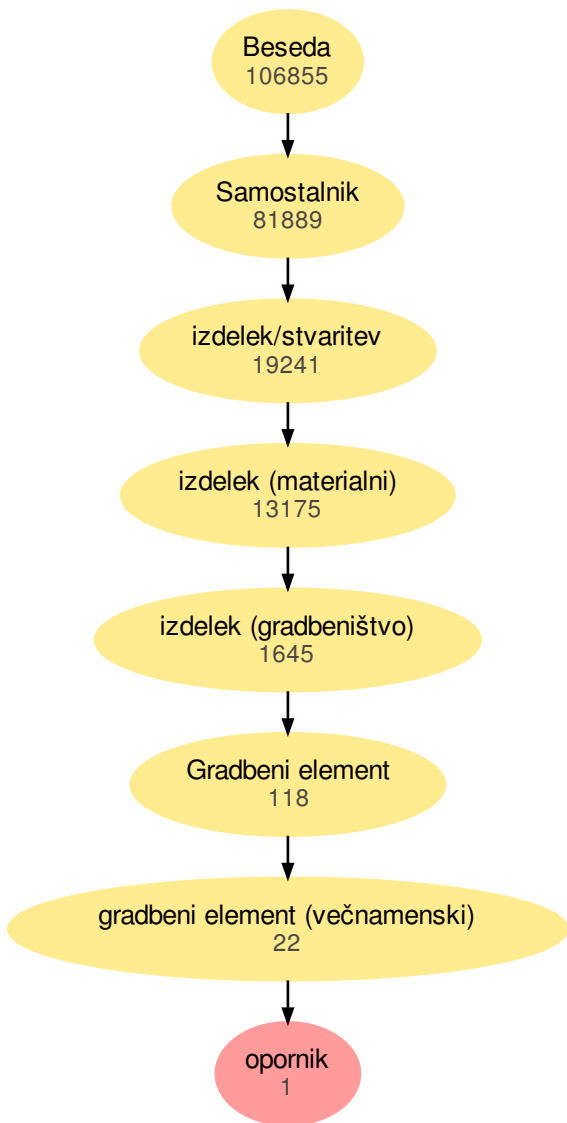 Beseda
106855
Samostalnik
81889
izdelek/stvaritev
19241
izdelek (materialni)
13175
izdelek (gradbeništvo)
1645
Gradbeni element
118
gradbeni element (večnamenski)
22
opornik
1